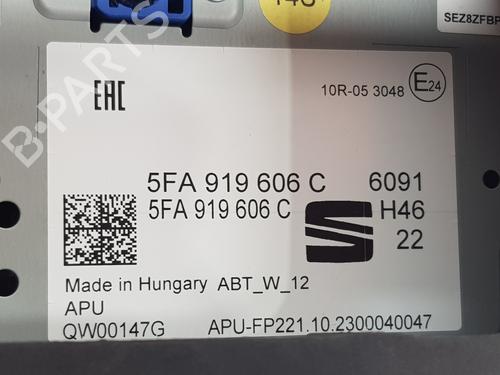 SEZ8ZFBP
EAC
10R-05 3048 E24
5FA 919 606 C 6091
5FA 919 606 C H46
22
Made in Hungary ABT_W_12
APU
QW00147G APU-FP221.10.2300040047
B-PARTS